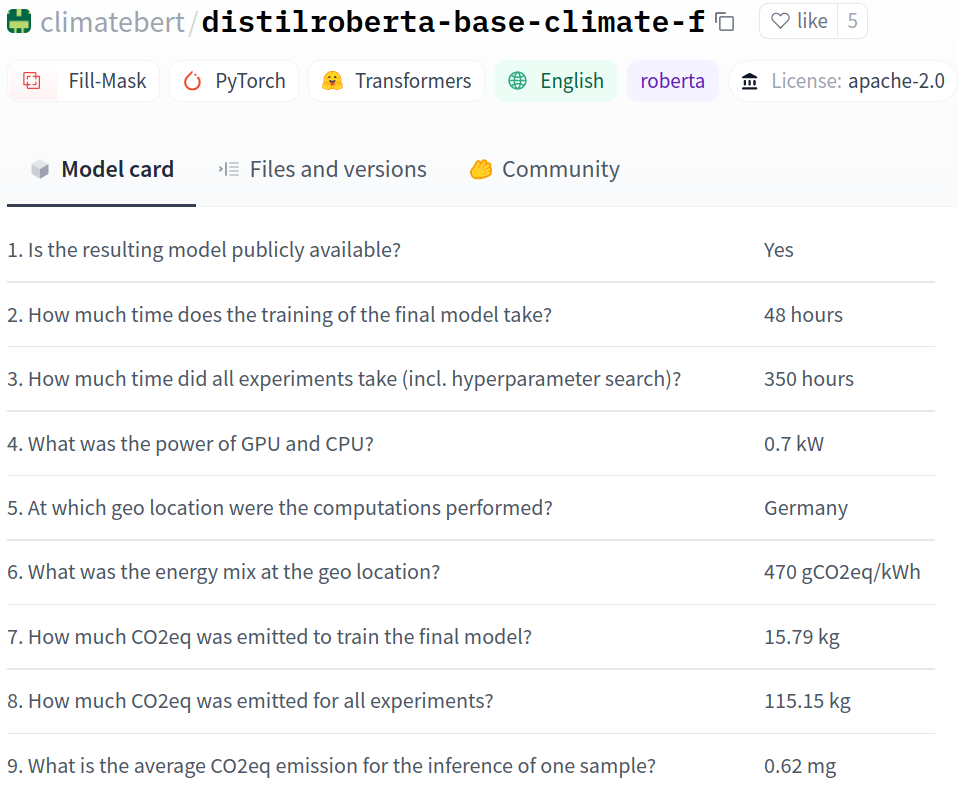 climatebert/distilroberta-base-climate-f like 5
Fill-Mask PyTorch Transformers English roberta License: apache-2.0
Model card Files and versions Community
1. Is the resulting model publicly available? Yes
2. How much time does the training of the final model take? 48 hours
3. How much time did all experiments take (incl. hyperparameter search)? 350 hours
4. What was the power of GPU and CPU? 0.7 kW
5. At which geo location were the computations performed? Germany
6. What was the energy mix at the geo location? 470 gCO2eq/kWh
7. How much CO2eq was emitted to train the final model? 15.79 kg
8. How much CO2eq was emitted for all experiments? 115.15 kg
9. What is the average CO2eq emission for the inference of one sample? 0.62 mg